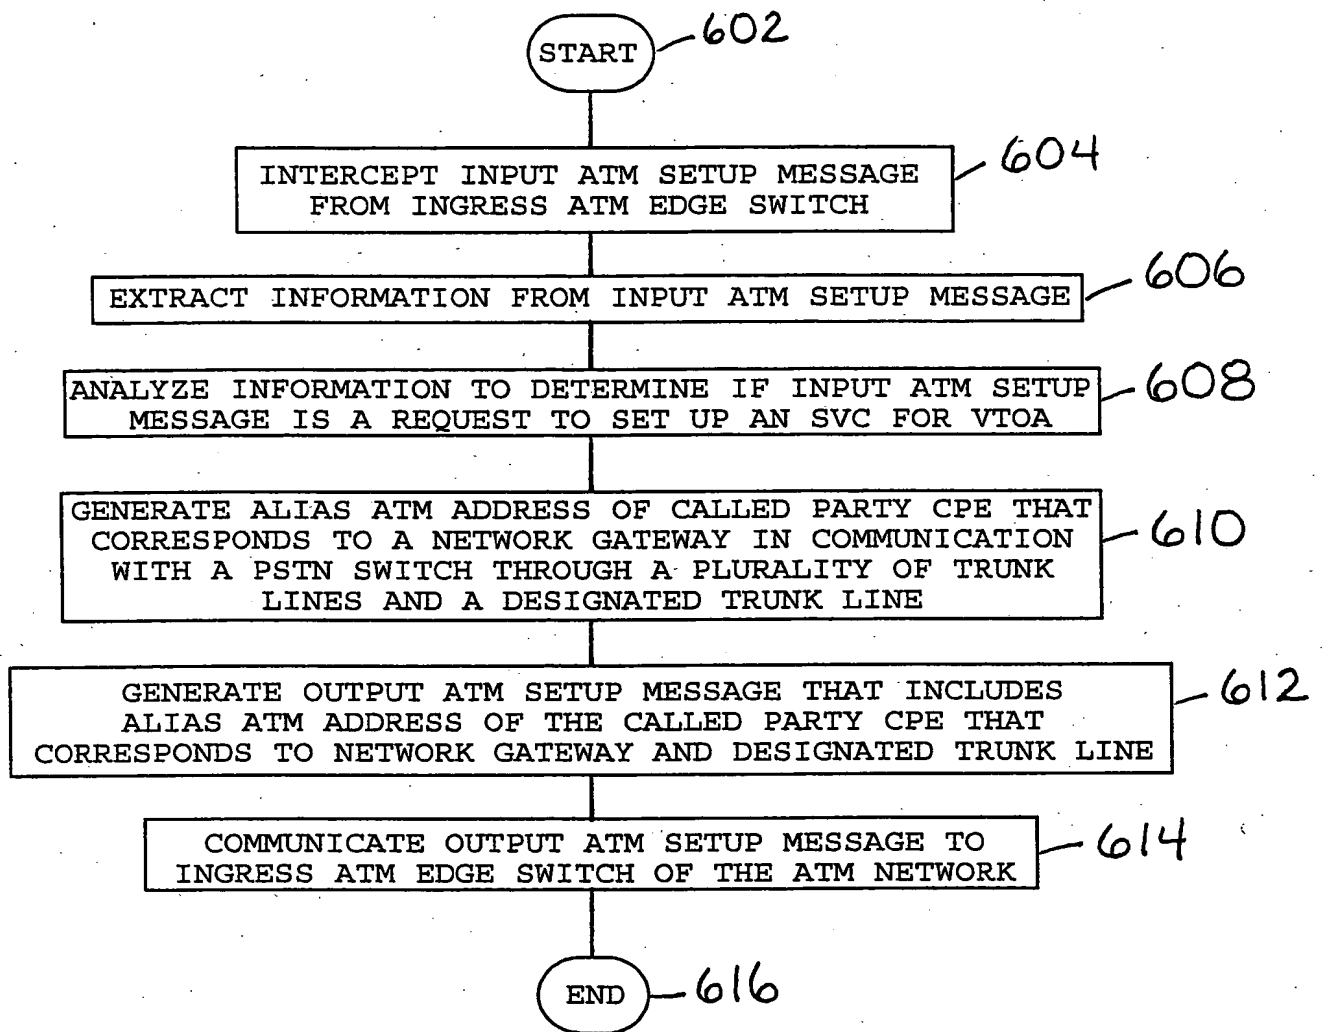 START
602
INTERCEPT INPUT ATM SETUP MESSAGE
FROM INGRESS ATM EDGE SWITCH
604
EXTRACT INFORMATION FROM INPUT ATM SETUP MESSAGE
606
ANALYZE INFORMATION TO DETERMINE IF INPUT ATM SETUP
MESSAGE IS A REQUEST TO SET UP AN SVC FOR VTOA
608
GENERATE ALIAS ATM ADDRESS OF CALLED PARTY CPE THAT
CORRESPONDS TO A NETWORK GATEWAY IN COMMUNICATION
WITH A PSTN SWITCH THROUGH A PLURALITY OF TRUNK
LINES AND A DESIGNATED TRUNK LINE
610
GENERATE OUTPUT ATM SETUP MESSAGE THAT INCLUDES
ALIAS ATM ADDRESS OF THE CALLED PARTY CPE THAT
CORRESPONDS TO NETWORK GATEWAY AND DESIGNATED TRUNK LINE
612
COMMUNICATE OUTPUT ATM SETUP MESSAGE TO
INGRESS ATM EDGE SWITCH OF THE ATM NETWORK
614
END
616